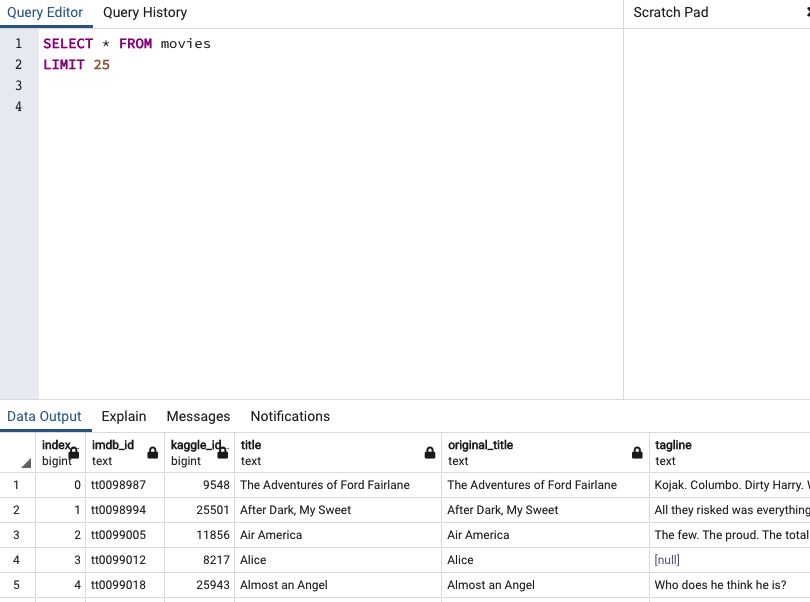 Query Editor Query History Scratch Pad
1 SELECT * FROM movies
2 LIMIT 25
3
4
Data Output Explain Messages Notifications
index imdb_id kaggle_id title original_title tagline
bigint text bigint text text text
1 0 tt0098987 9548 The Adventures of Ford Fairlane The Adventures of Ford Fairlane Kojak. Columbo. Dirty Harry.
2 1 tt0098994 25501 After Dark, My Sweet After Dark, My Sweet All they risked was everything
3 2 tt0099005 11856 Air America Air America The few. The proud. The total
4 3 tt0099012 8217 Alice Alice [null]
5 4 tt0099018 25943 Almost an Angel Almost an Angel Who does he think he is?